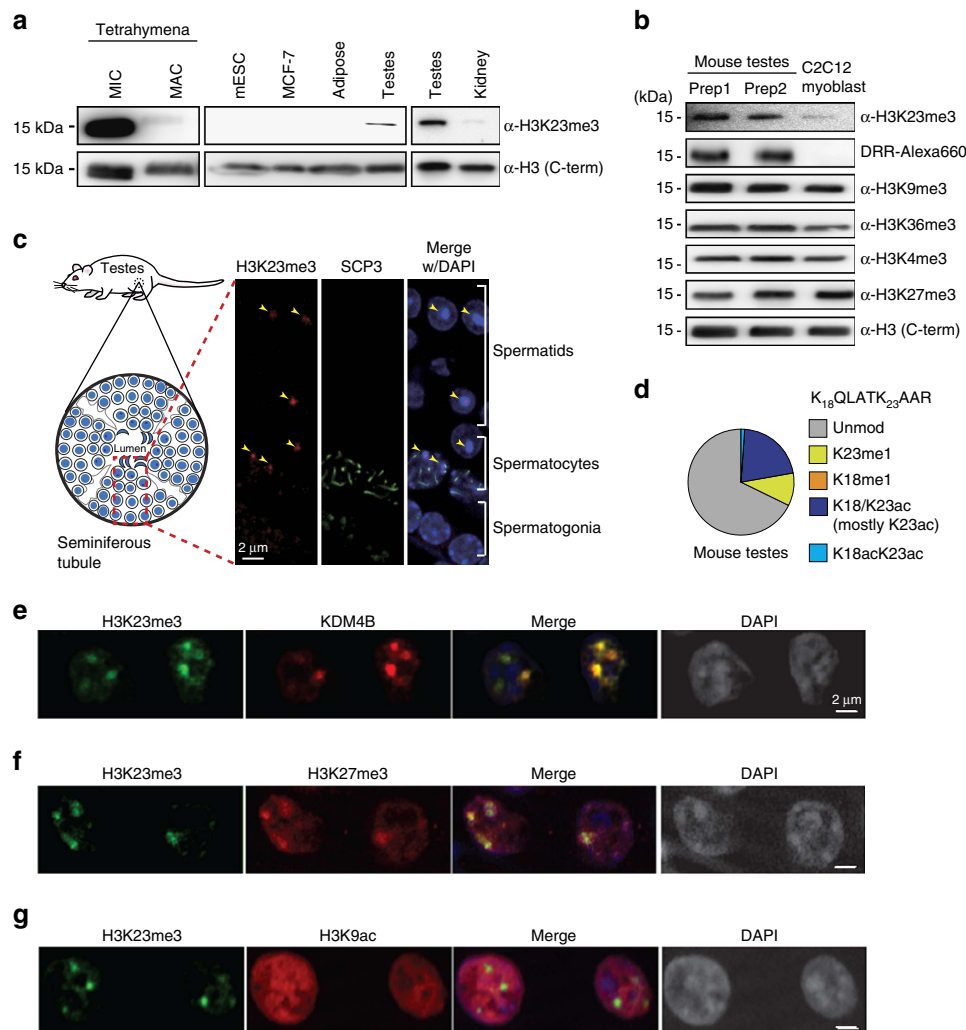 a
Tetrahymena
MIC
MAC
mESC
MCF-7
Adipose
Testes
Testes
Kidney
15 kDa -
α-H3K23me3
15 kDa -
α-H3 (C-term)
b
Mouse testes
C2C12
myoblast
Prep1
Prep2
(kDa)
15 -
α-H3K23me3
15 -
DRR-Alexa660
15 -
α-H3K9me3
15 -
α-H3K36me3
15 -
α-H3K4me3
15 -
α-H3K27me3
15 -
α-H3 (C-term)
c
Testes
Lumen
Seminiferous
tubule
H3K23me3
SCP3
Merge
w/DAPI
2 μm
Spermatids
Spermatocytes
Spermatogonia
d
K18QLATK23AAR
Unmod
K23me1
K18me1
K18/K23ac
(mostly K23ac)
K18acK23ac
Mouse testes
e
H3K23me3
KDM4B
Merge
DAPI
2 μm
f
H3K23me3
H3K27me3
Merge
DAPI
g
H3K23me3
H3K9ac
Merge
DAPI